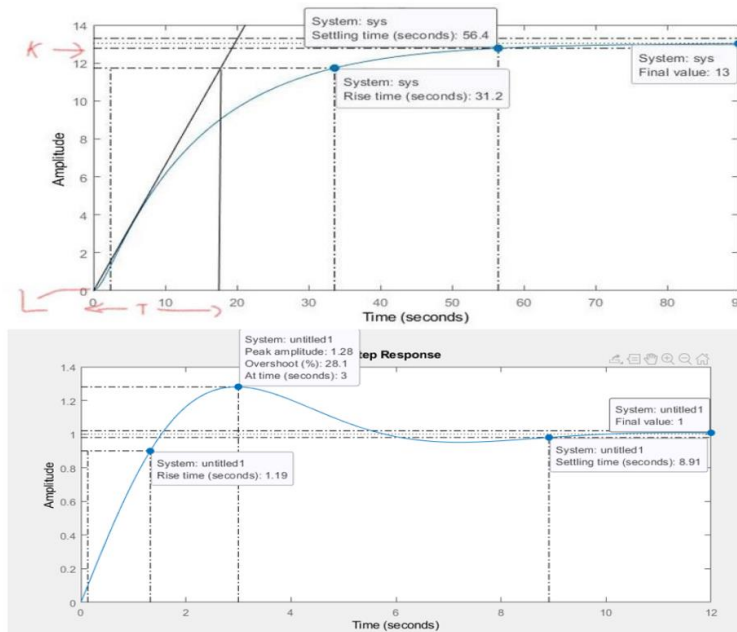 14
12
10
8
6
4
2
0
Amplitude
K
L
T
System: sys
Settling time (seconds): 56.4
System: sys
Final value: 13
System: sys
Rise time (seconds): 31.2
0 10 20 30 40 50 60 70 80 90
Time (seconds)
System: untitled1
Peak amplitude: 1.28
Overshoot (%): 28.1
At time (seconds): 3
tep Response
1.4
1.2
1
0.8
0.6
0.4
0.2
0
Amplitude
System: untitled1
Rise time (seconds): 1.19
System: untitled1
Final value: 1
System: untitled1
Settling time (seconds): 8.91
0 2 4 6 8 10 12
Time (seconds)